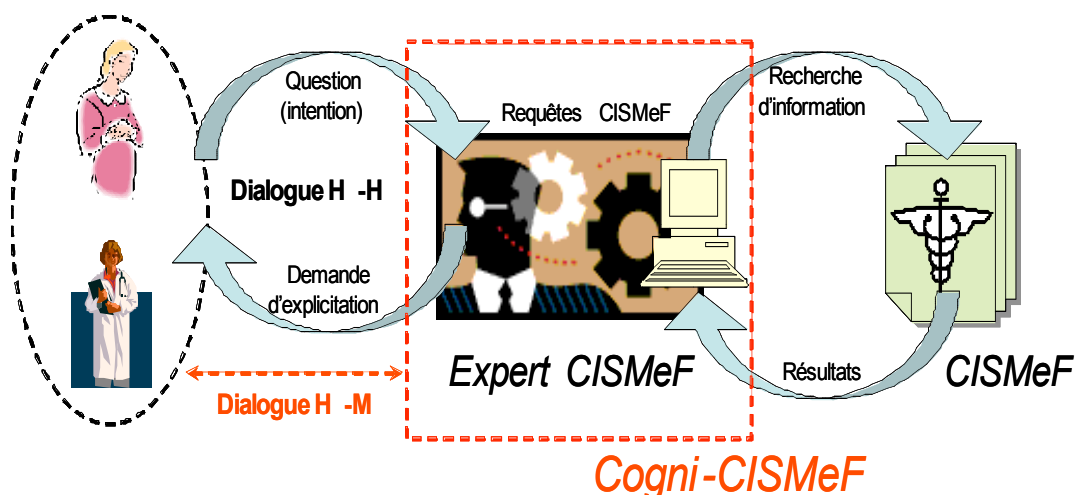 Question
(intention)
Dialogue H -H
Demande
d'explicitation
Dialogue H -M
Requêtes CISMeF
Expert CISMeF
Recherche
d'information
Résultats
CISMeF
Cogni-CISMeF